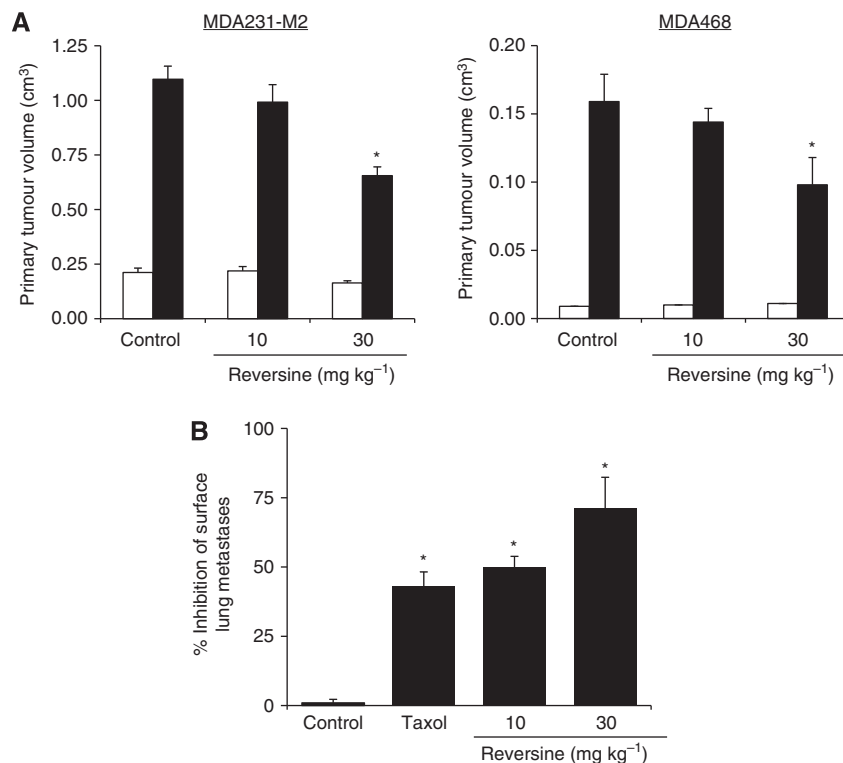 A
MDA231-M2
Primary tumour volume (cm³)
1.25
1.00
0.75
0.50
0.25
0.00
*
Control
10
30
Reversine (mg kg⁻¹)
MDA468
Primary tumour volume (cm³)
0.20
0.15
0.10
0.05
0.00
*
Control
10
30
Reversine (mg kg⁻¹)
B
% Inhibition of surface
lung metastases
100
75
50
25
0
*
*
*
Control
Taxol
10
30
Reversine (mg kg⁻¹)